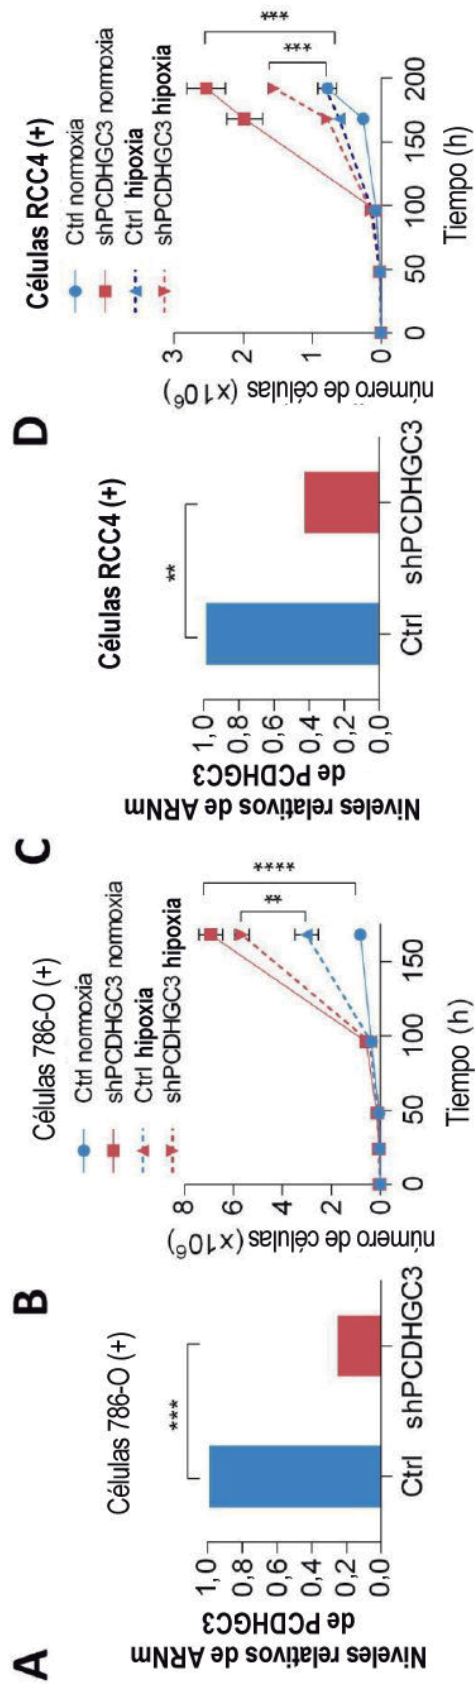 A
Células 786-O (+)
***
Niveles relativos de ARNm
de PCDHGC3
1,0
0,8
0,6
0,4
0,2
0,0
Ctrl
shPCDHGC3
B
Células 786-O (+)
Ctrl normoxia
shPCDHGC3 normoxia
Ctrl hipoxia
shPCDHGC3 hipoxia
número de células (x10⁶)
8
6
4
2
0
**
****
0
50
100
150
Tiempo (h)
C
Células RCC4 (+)
**
Niveles relativos de ARNm
de PCDHGC3
1,0
0,8
0,6
0,4
0,2
0,0
Ctrl
shPCDHGC3
D
Células RCC4 (+)
Ctrl normoxia
shPCDHGC3 normoxia
Ctrl hipoxia
shPCDHGC3 hipoxia
número de células (x10⁶)
3
2
1
0
***
***
0
50
100
150
200
Tiempo (h)